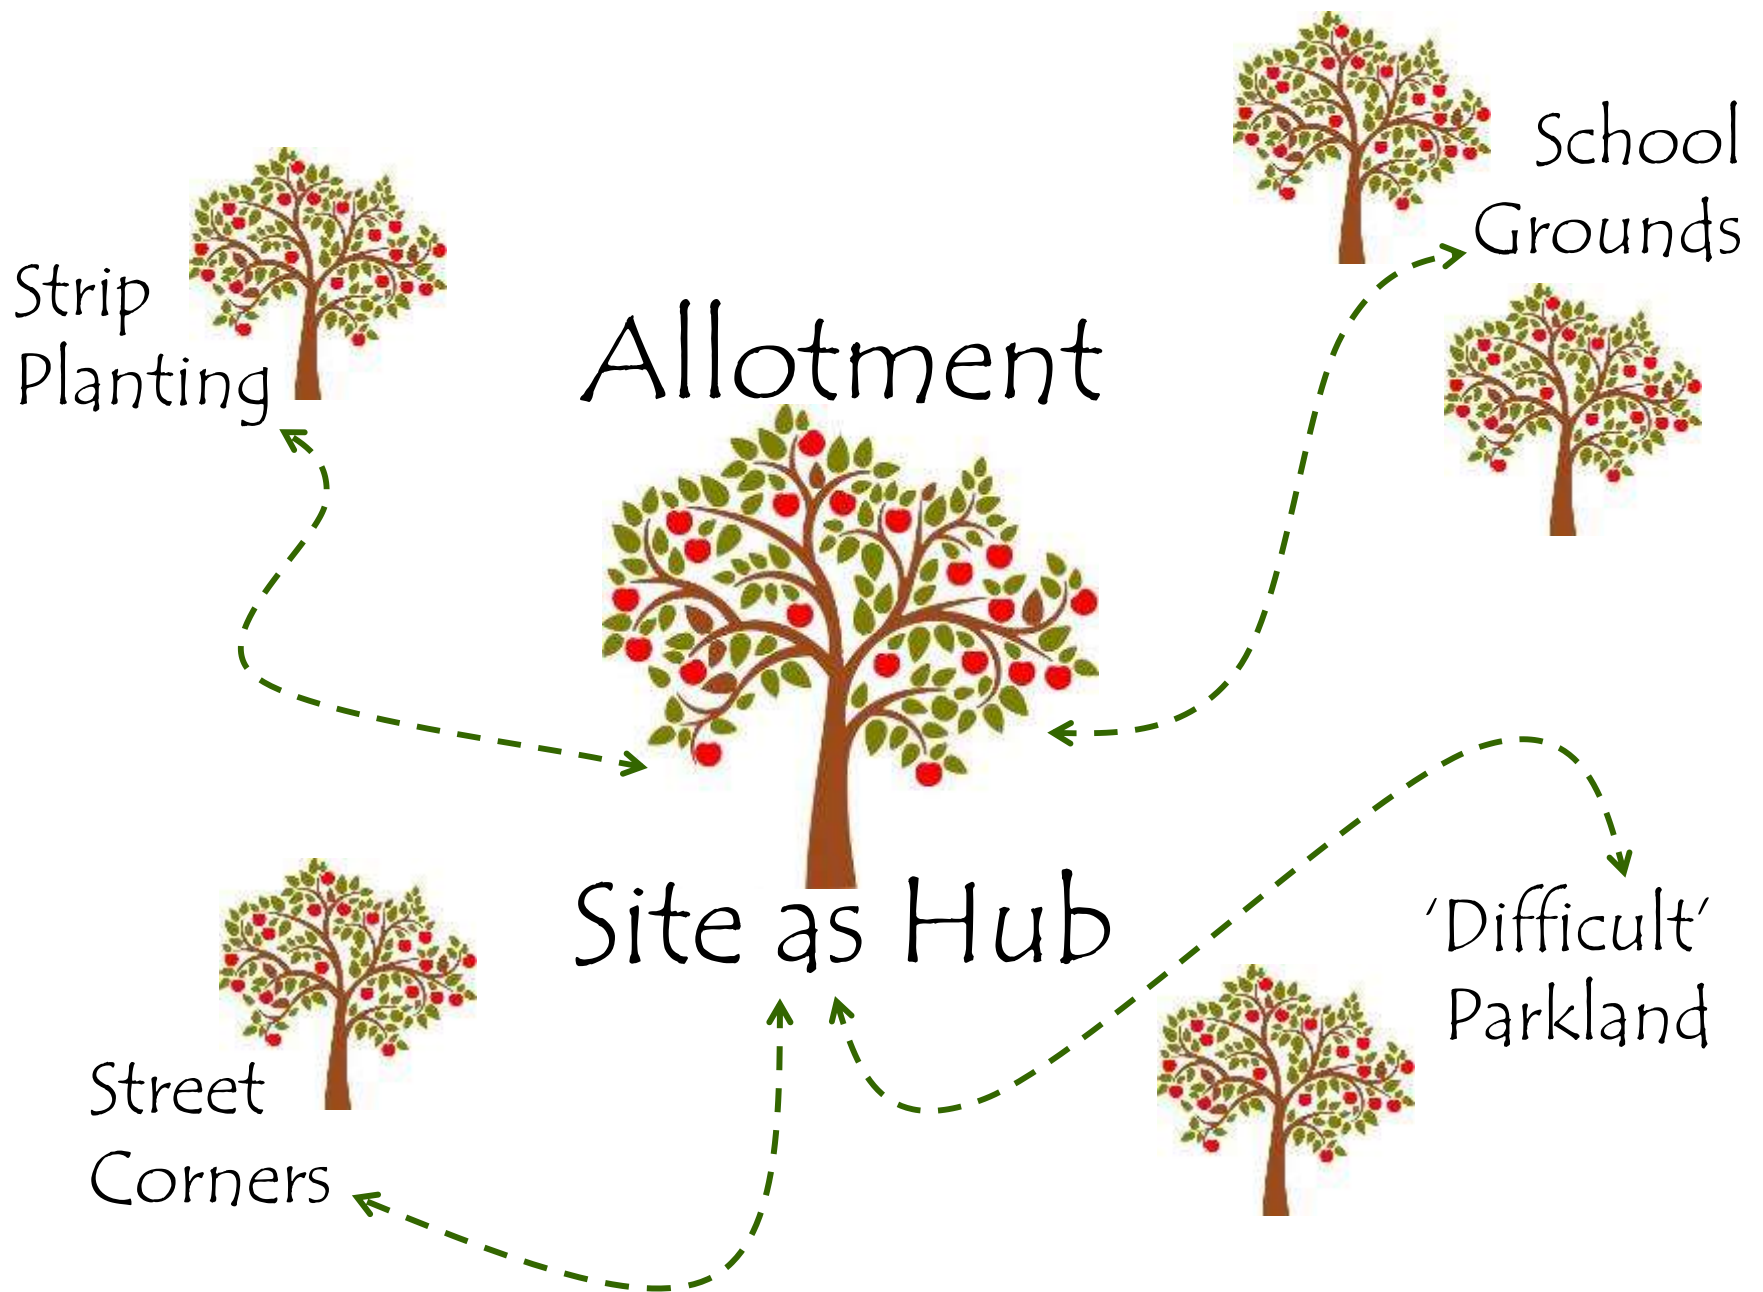 School
Grounds
Strip
Planting
Allotment
Site as Hub
‘Difficult’
Parkland
Street
Corners